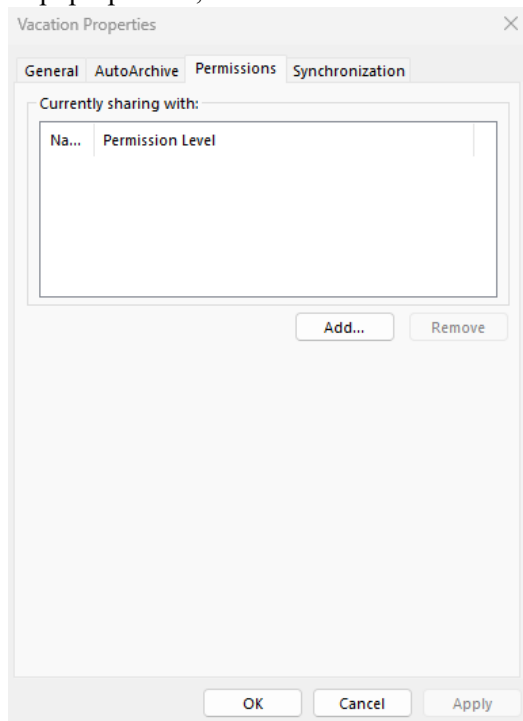 Vacation Properties
General AutoArchive Permissions Synchronization
Currently sharing with:
Na... Permission Level
Add... Remove
OK Cancel Apply